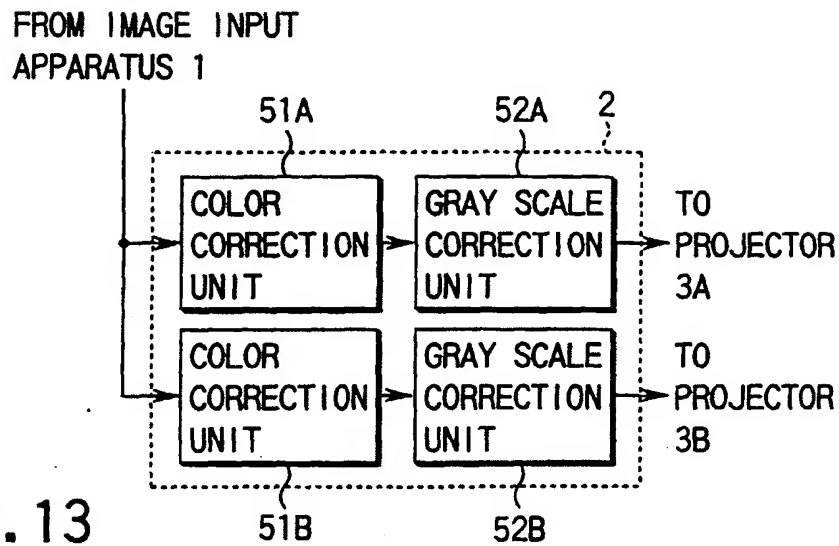 FROM IMAGE INPUT
APPARATUS 1
51A
52A
2
COLOR
CORRECTION
UNIT
GRAY SCALE
CORRECTION
UNIT
TO
PROJECTOR
3A
COLOR
CORRECTION
UNIT
GRAY SCALE
CORRECTION
UNIT
TO
PROJECTOR
3B
51B
52B
.13